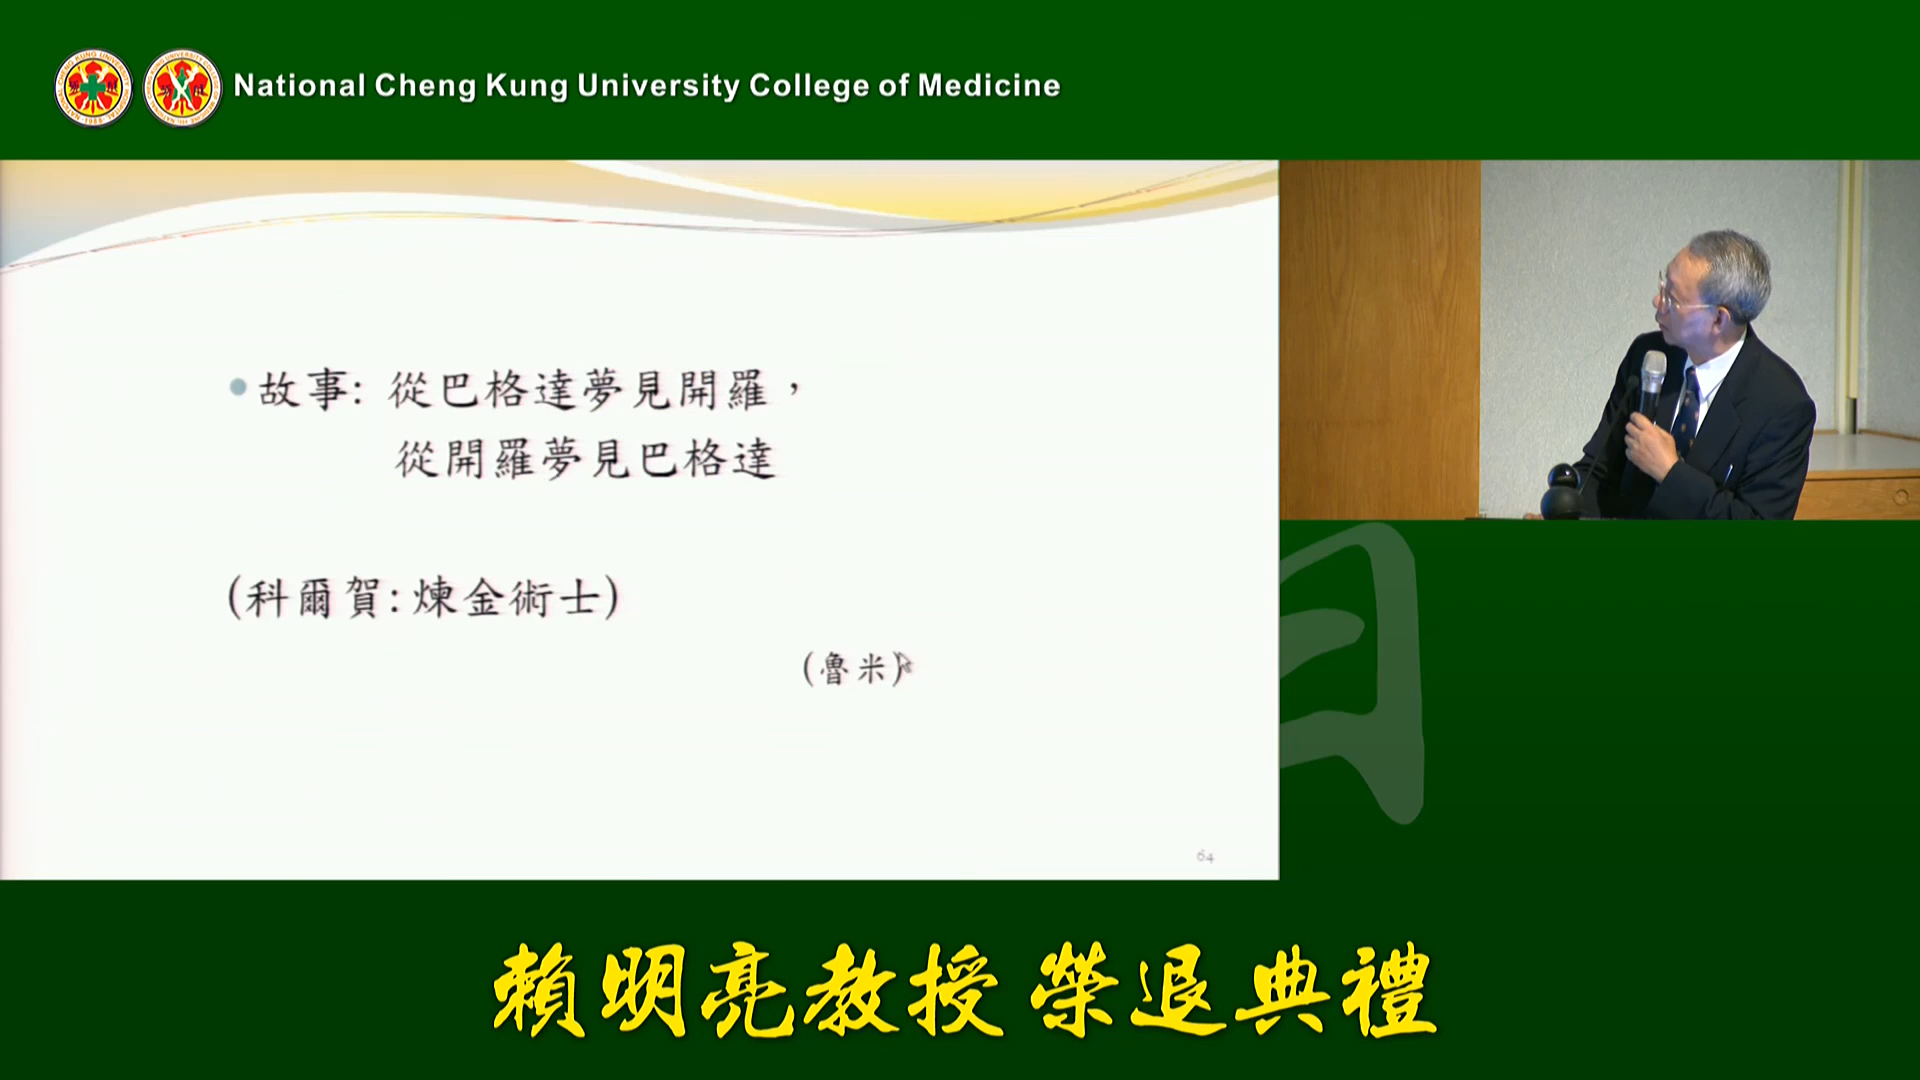 National Cheng Kung University College of Medicine
故事: 從巴格達夢見開羅，
從開羅夢見巴格達
(科爾賀:煉金術士)
(魯米)
64
賴明亮教授 榮退典禮